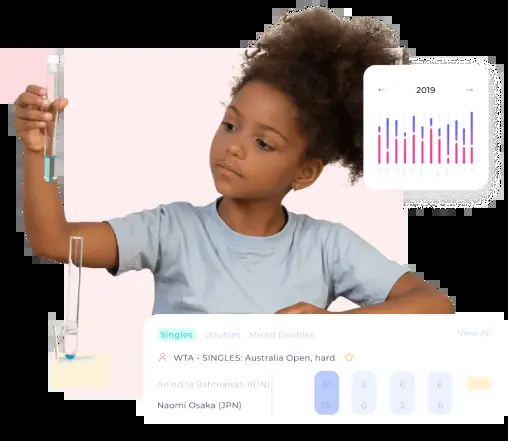 ← 2019 →
Singles Doubles Mixed Doubles View All
WTA - SINGLES: Australia Open, hard
Anindita Rahmawati (IDN) 30 2 6 6
Naomi Osaka (JPN) 15 0 3 6